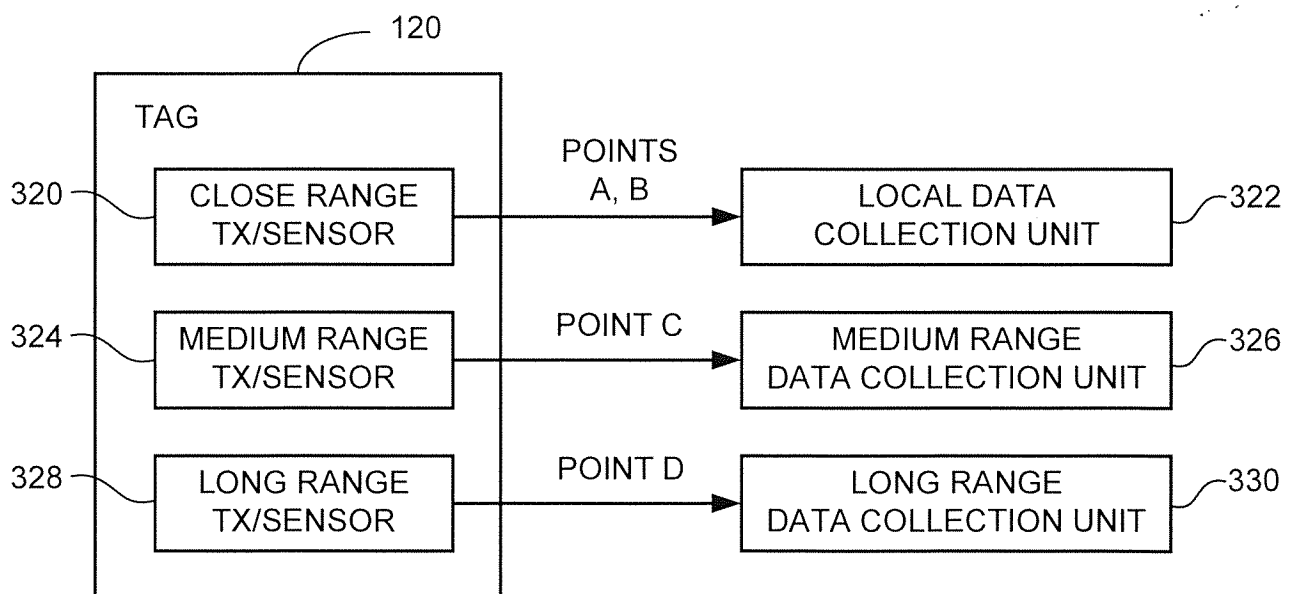 120
TAG
POINTS
A, B
320
CLOSE RANGE
TX/SENSOR
LOCAL DATA
COLLECTION UNIT
322
324
MEDIUM RANGE
TX/SENSOR
POINT C
MEDIUM RANGE
DATA COLLECTION UNIT
326
328
LONG RANGE
TX/SENSOR
POINT D
LONG RANGE
DATA COLLECTION UNIT
330